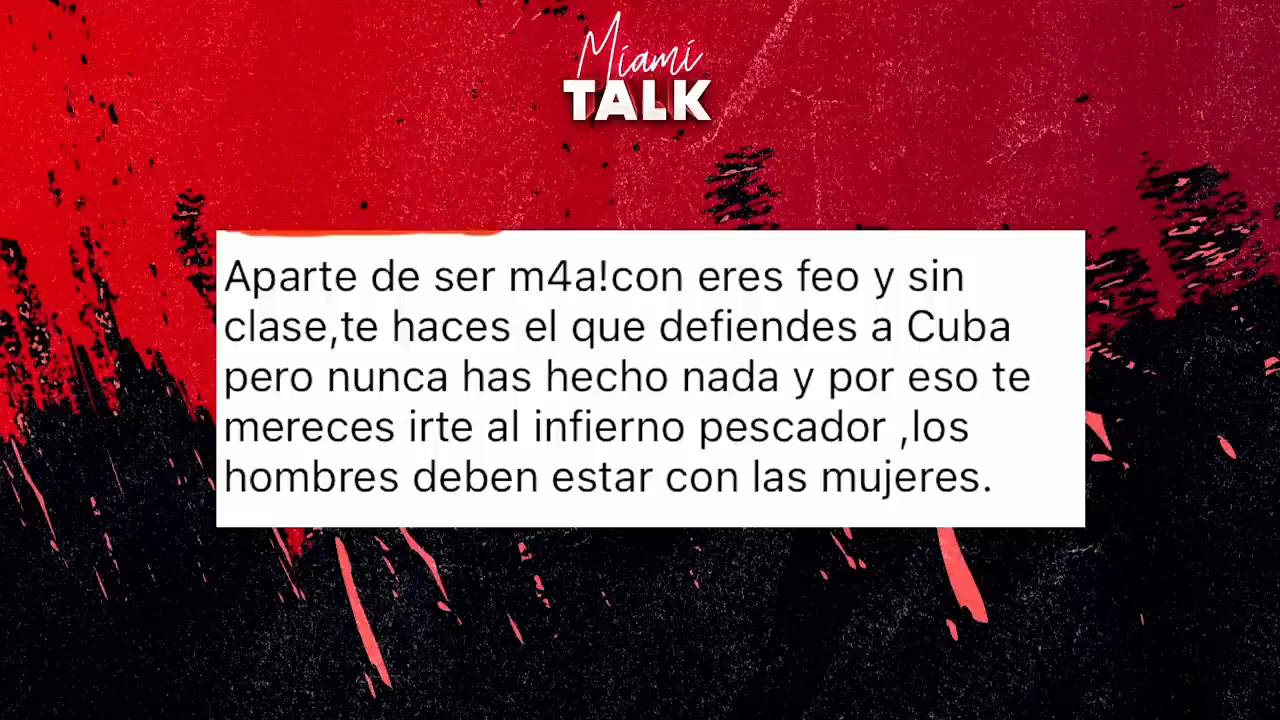 Miami
TALK
Aparte de ser m4a!con eres feo y sin
clase,te haces el que defiendes a Cuba
pero nunca has hecho nada y por eso te
mereces irte al infierno pescador ,los
hombres deben estar con las mujeres.